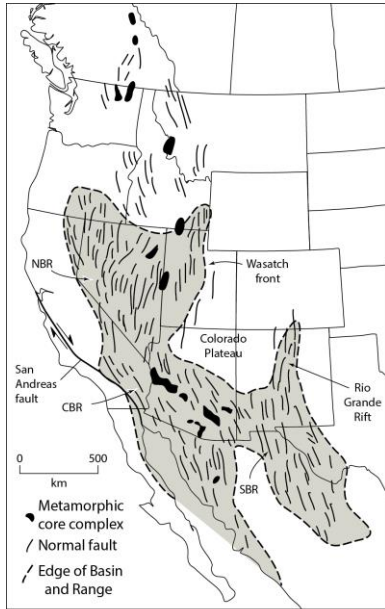 NBR
Wasatch
front
Colorado
Plateau
San
Andreas
fault
CBR
Rio
Grande
Rift
SBR
0 500
km
Metamorphic
core complex
Normal fault
Edge of Basin
and Range